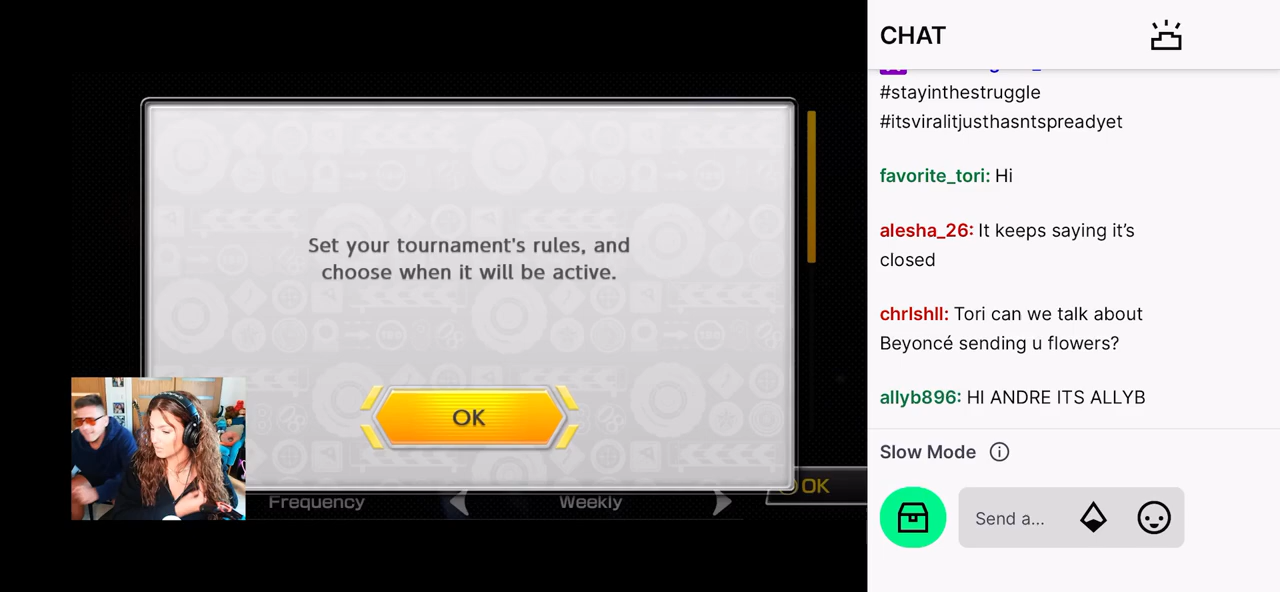 Set your tournament's rules, and
choose when it will be active.
OK
OK
Frequency
Weekly
CHAT
#stayinthestruggle
#itsviralitjusthasntspreadyet
favorite_tori: Hi
alesha_26: It keeps saying it’s
closed
chrlshll: Tori can we talk about
Beyoncé sending u flowers?
allyb896: HI ANDRE ITS ALLYB
Slow Mode
Send a...